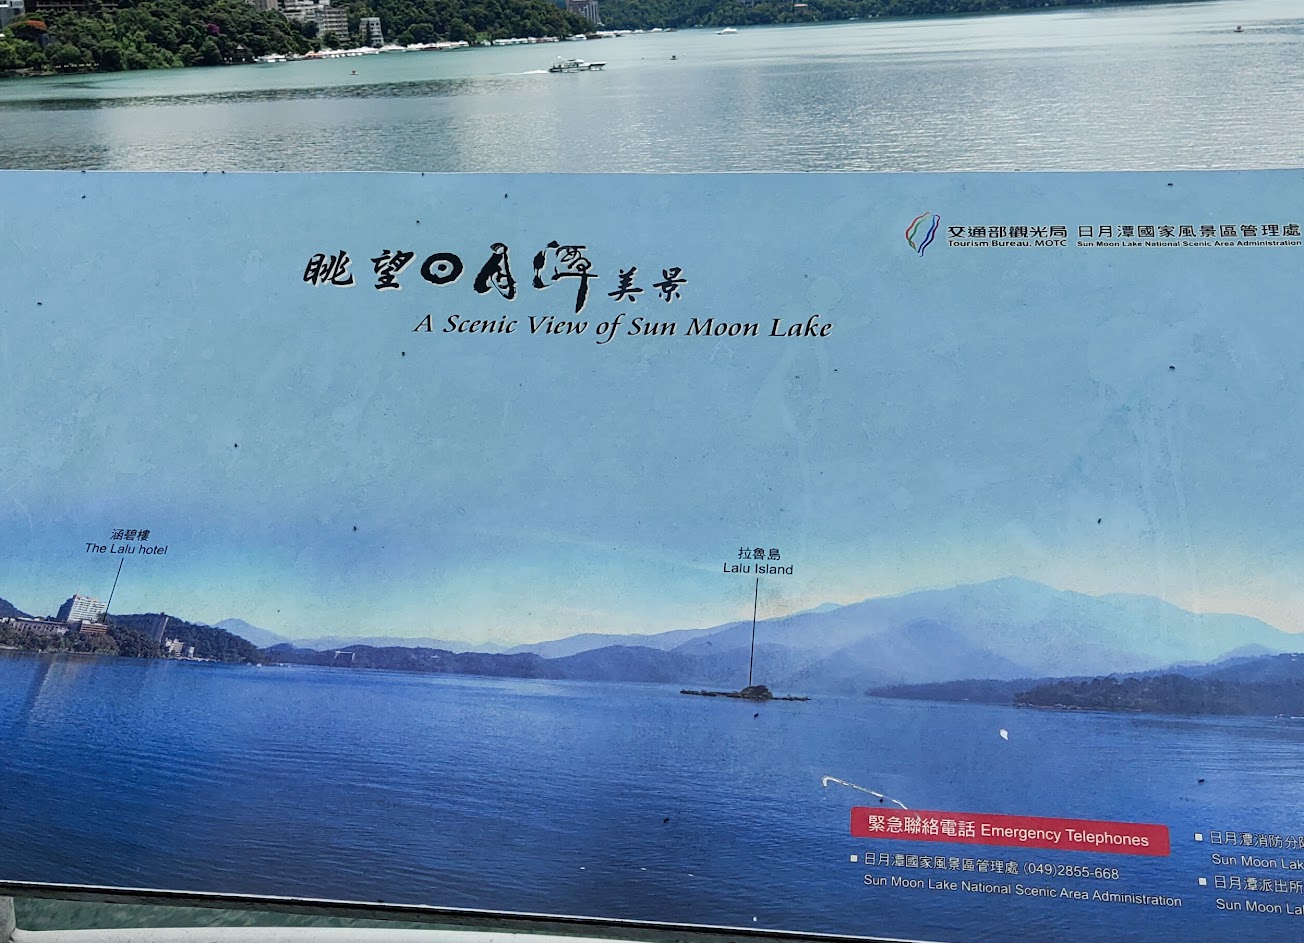 交通部觀光局 日月潭國家風景區管理處
Tourism Bureau, MOTC Sun Moon Lake National Scenic Area Administration
眺望日月潭美景
A Scenic View of Sun Moon Lake
涵碧樓
The Lalu hotel
拉魯島
Lalu Island
緊急聯絡電話 Emergency Telephones
日月潭國家風景區管理處 (049)2855-668
Sun Moon Lake National Scenic Area Administration
日月潭消防分
Sun Moon
日月潭派出所
Sun Moon